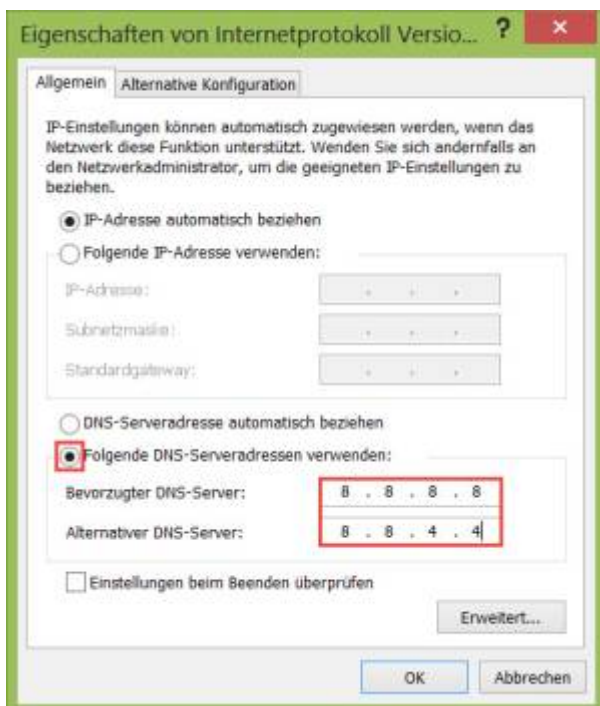 Eigenschaften von Internetprotokoll Versio... ? ×
Allgemein Alternative Konfiguration
IP-Einstellungen können automatisch zugewiesen werden, wenn das
Netzwerk diese Funktion unterstützt. Wenden Sie sich andernfalls an
den Netzwerkadministrator, um die geeigneten IP-Einstellungen zu
beziehen.
IP-Adresse automatisch beziehen
Folgende IP-Adresse verwenden:
IP-Adresse: . . .
Subnetzmaske: . . .
Standardgateway: . . .
DNS-Serveradresse automatisch beziehen
Folgende DNS-Serveradressen verwenden:
Bevorzugter DNS-Server: 8 . 8 . 8 . 8
Alternativer DNS-Server: 8 . 8 . 4 . 4
Einstellungen beim Beenden überprüfen
Erweitert...
OK Abbrechen